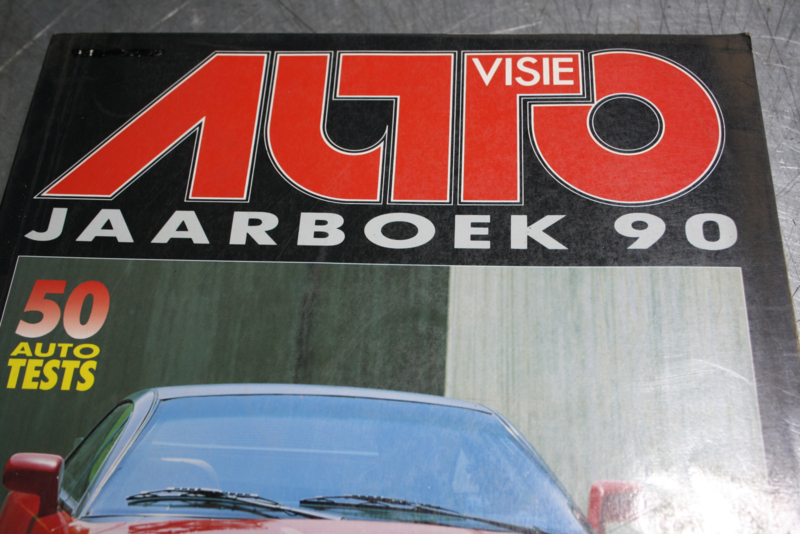 AUTO
VISIE
JAARBOEK 90
50
AUTO
TESTS